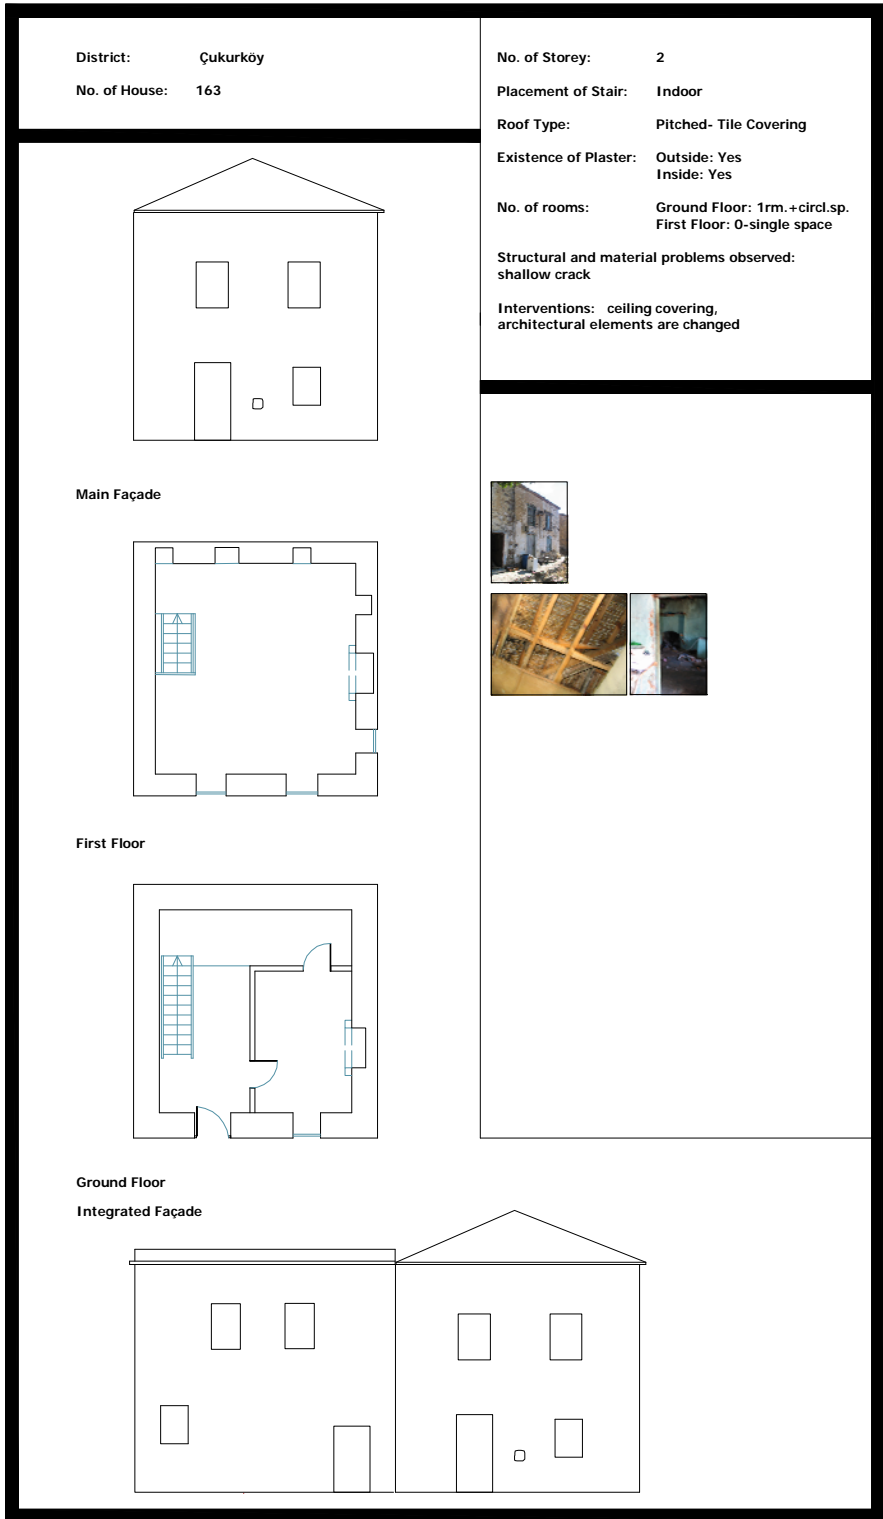 District: Çukurköy
No. of House: 163
No. of Storey: 2
Placement of Stair: Indoor
Roof Type: Pitched- Tile Covering
Existence of Plaster: Outside: Yes
Inside: Yes
No. of rooms: Ground Floor: 1rm.+circl.sp.
First Floor: 0-single space
Structural and material problems observed:
shallow crack
Interventions: ceiling covering,
architectural elements are changed
Main Façade
First Floor
Ground Floor
Integrated Façade